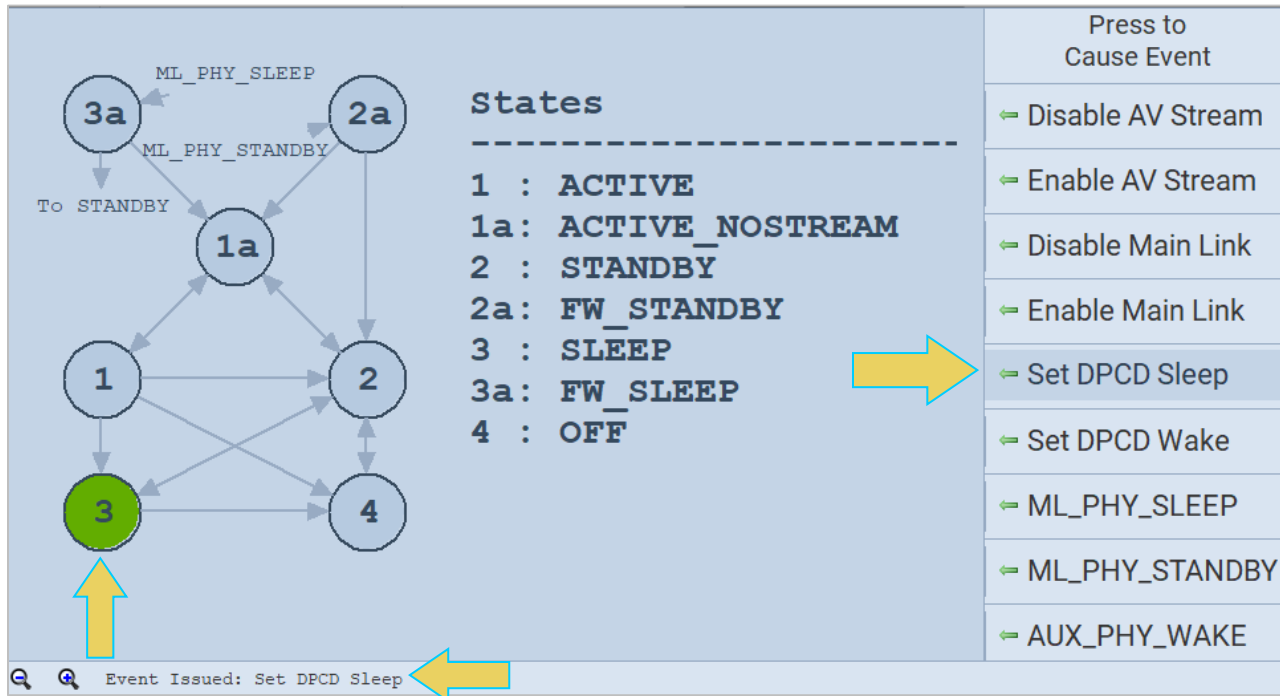 ML_PHY_SLEEP
3a
2a
ML_PHY_STANDBY
To STANDBY
1a
1
2
3
4
States
-------------------------
1 : ACTIVE
1a: ACTIVE_NOSTREAM
2 : STANDBY
2a: FW_STANDBY
3 : SLEEP
3a: FW_SLEEP
4 : OFF
Press to
Cause Event
Disable AV Stream
Enable AV Stream
Disable Main Link
Enable Main Link
Set DPCD Sleep
Set DPCD Wake
ML_PHY_SLEEP
ML_PHY_STANDBY
AUX_PHY_WAKE
Event Issued: Set DPCD Sleep